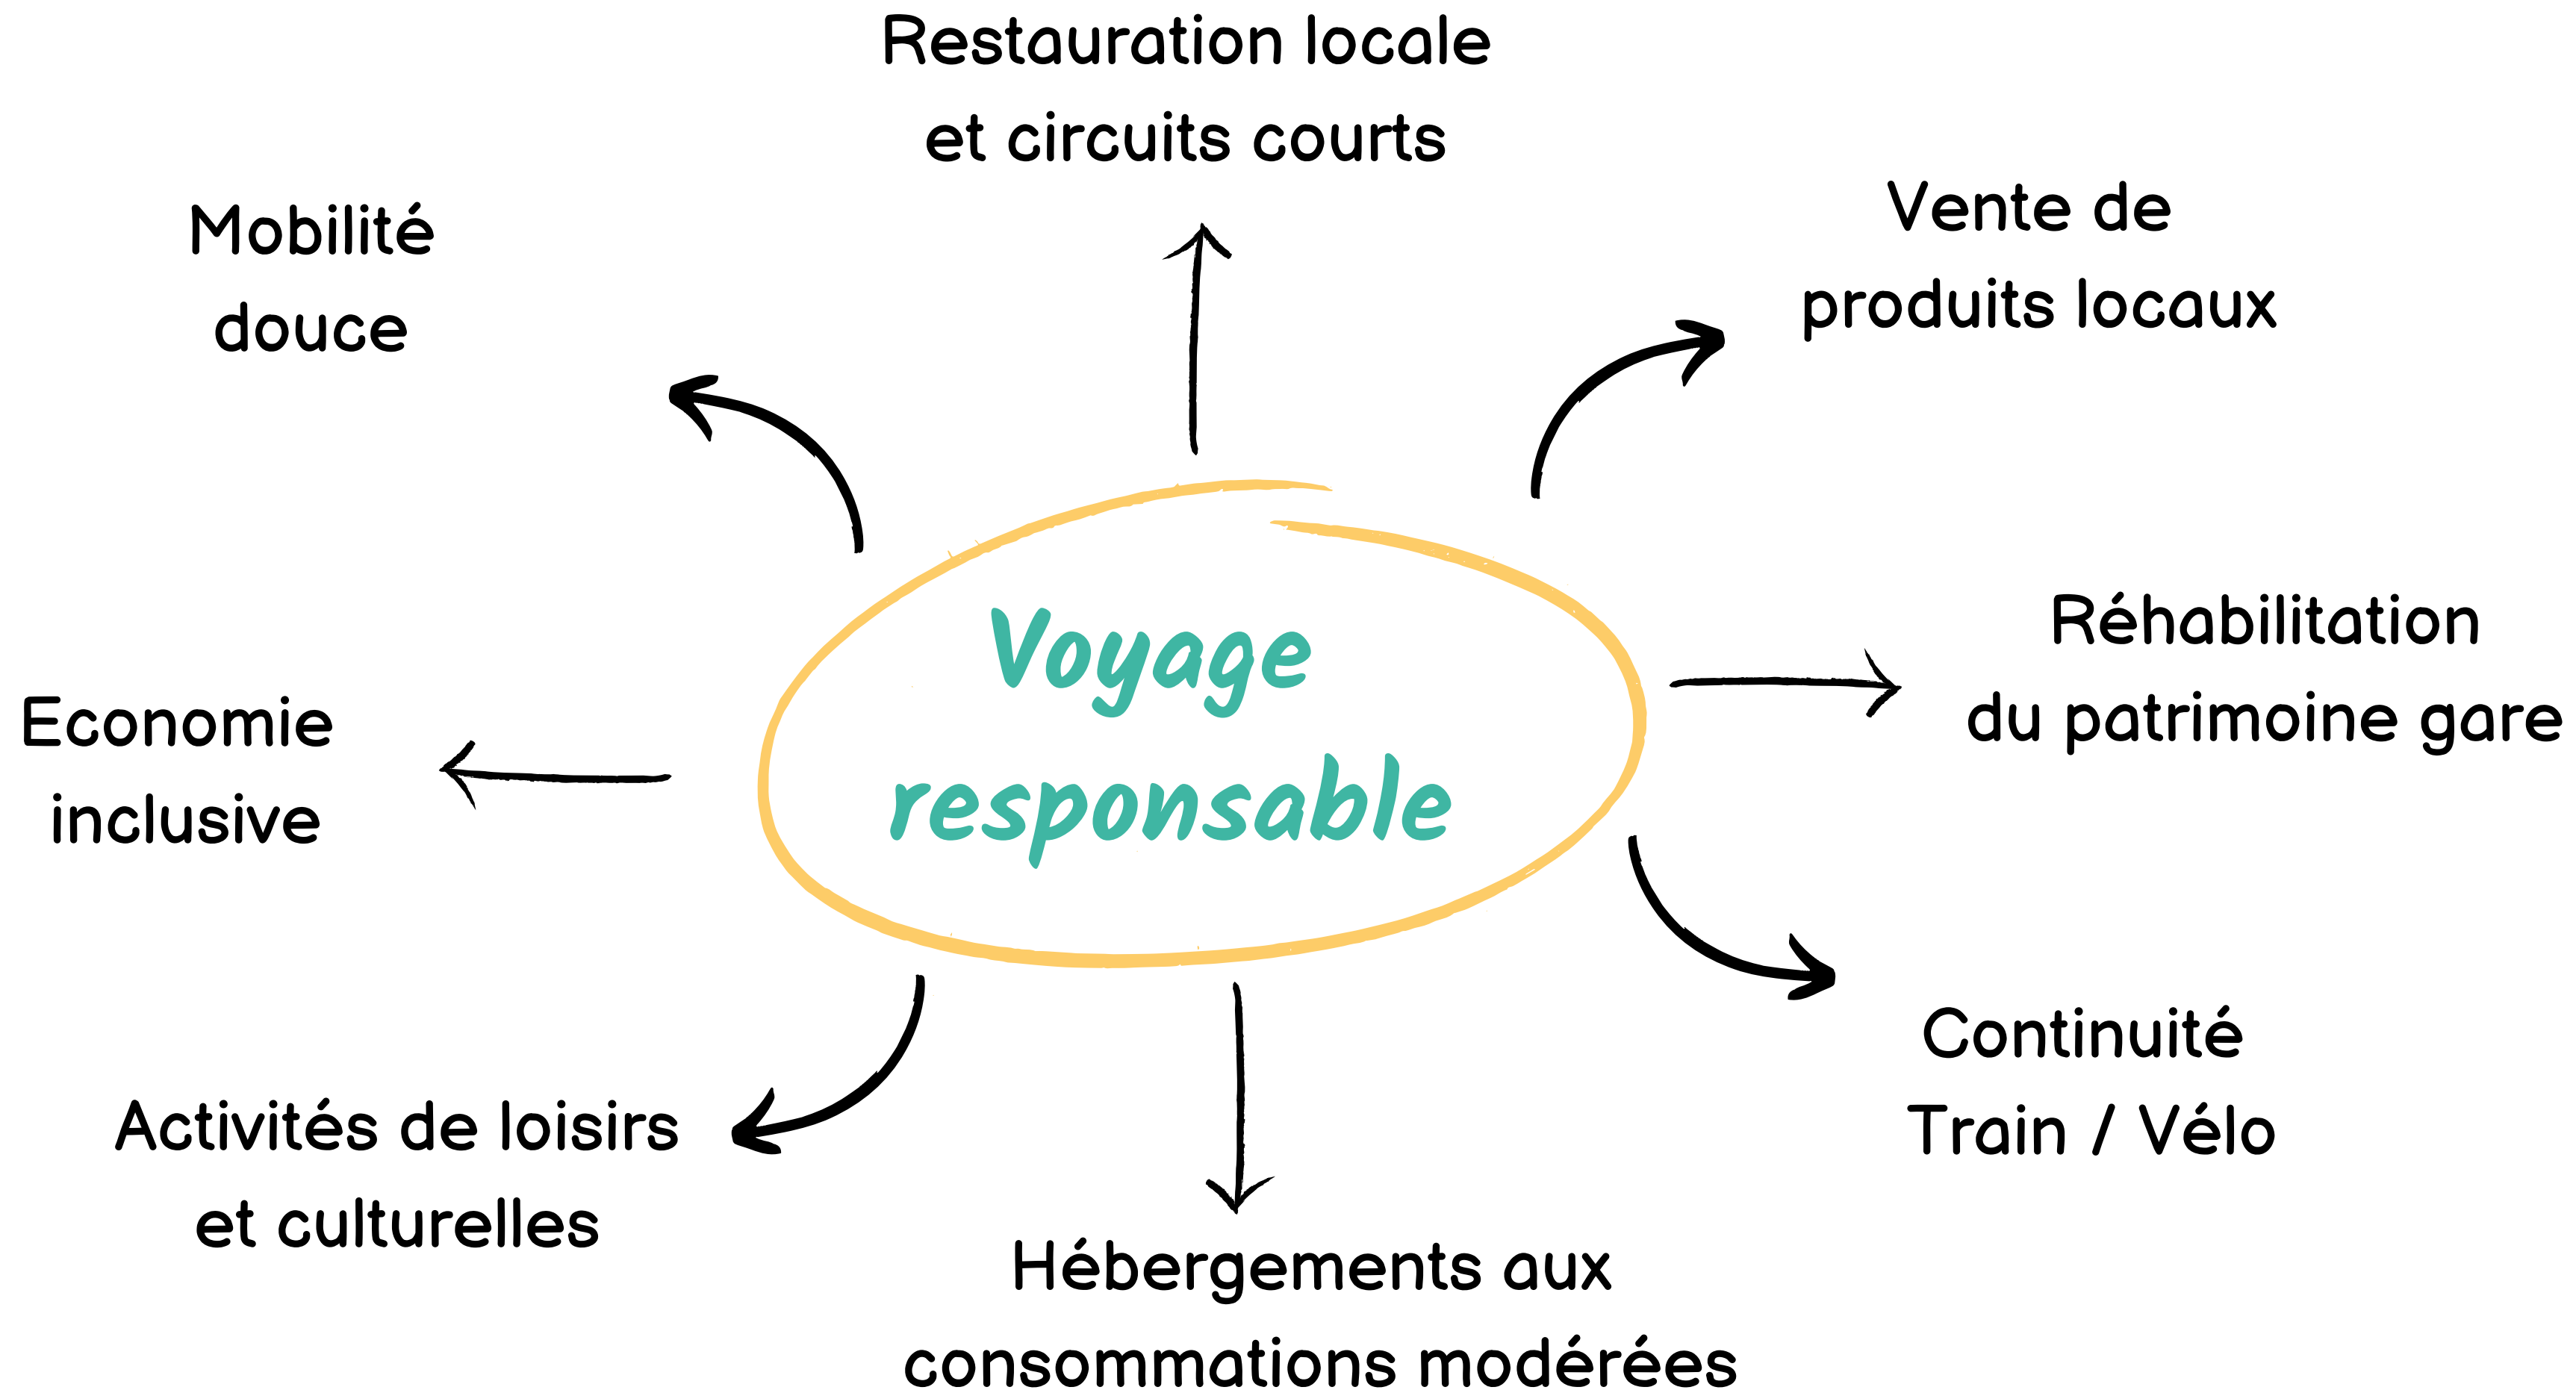 Restauration locale
et circuits courts
Mobilité
douce
Vente de
produits locaux
Voyage
responsable
Réhabilitation
du patrimoine gare
Economie
inclusive
Continuité
Train / Vélo
Activités de loisirs
et culturelles
Hébergements aux
consommations modérées